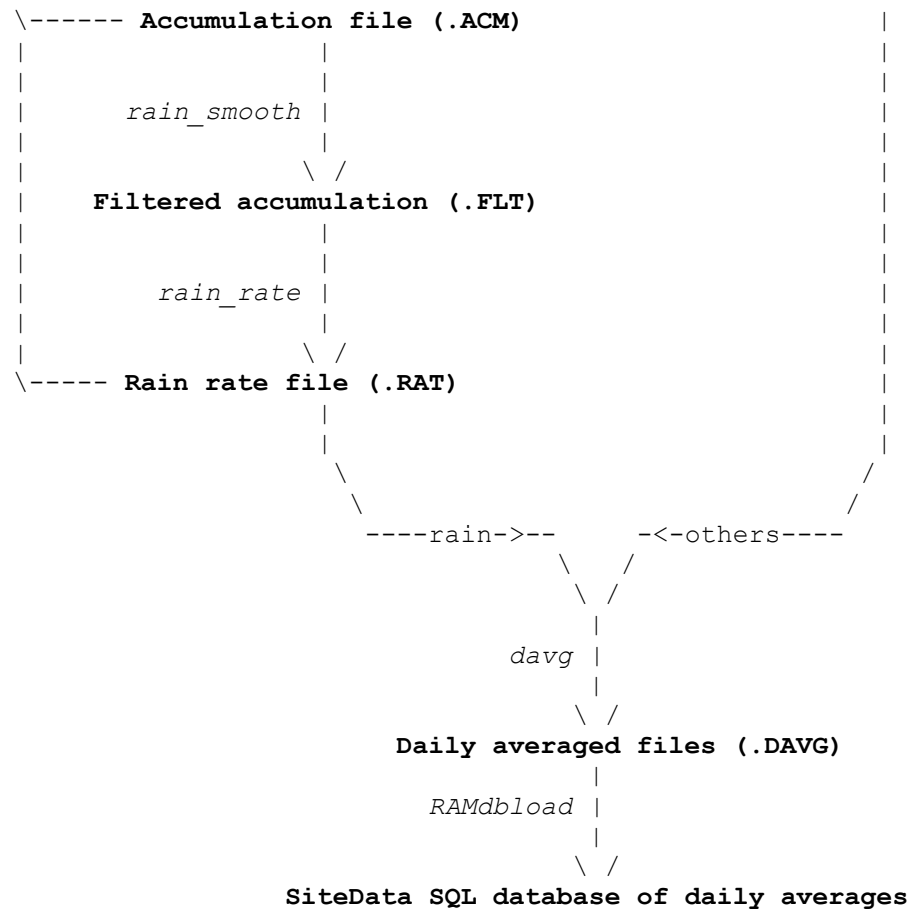 Accumulation file (.ACM)
rain_smooth
Filtered accumulation (.FLT)
rain_rate
Rain rate file (.RAT)
----rain->-- -<-others----
davg
Daily averaged files (.DAVG)
RAMdbload
SiteData SQL database of daily averages